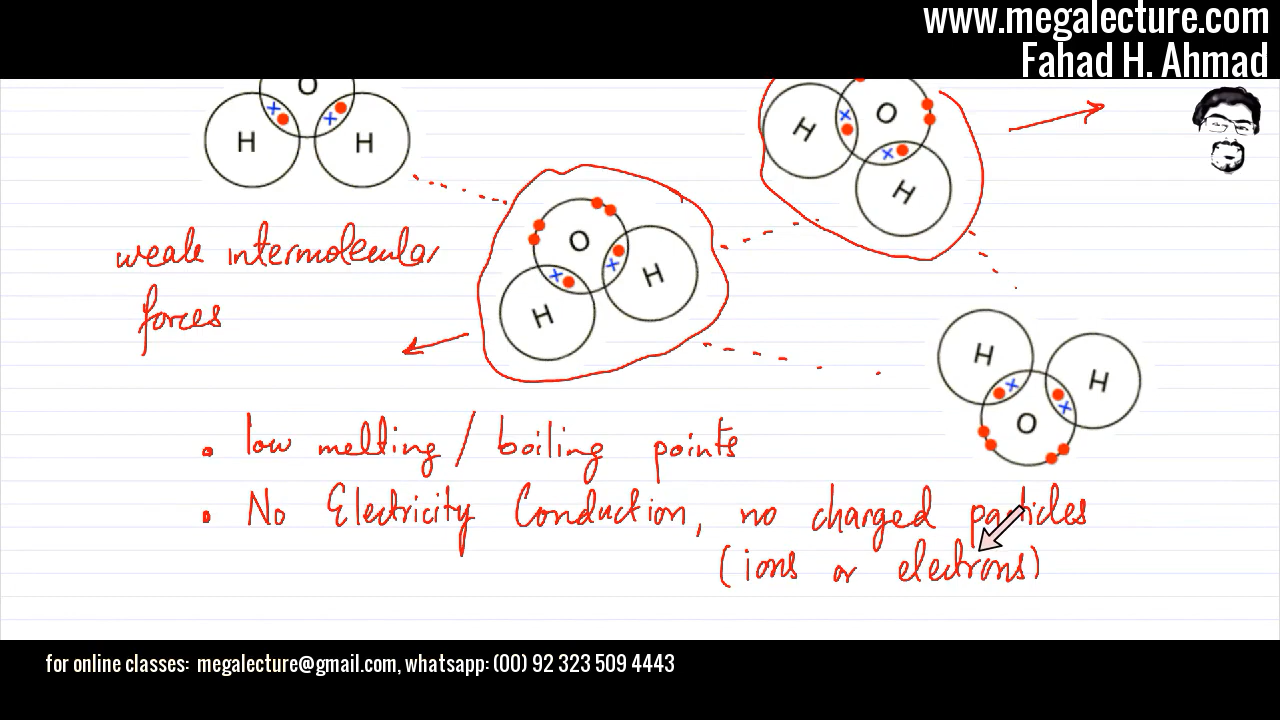 www.megalecture.com
Fahad H. Ahmad
O
H H
O
H
H
weak intermolecular
forces
O
H
H
H
H
O
• low melting / boiling points
• No Electricity Conduction, no charged particles
(ions or electrons)
for online classes: megalecture@gmail.com, whatsapp: (00) 92 323 509 4443